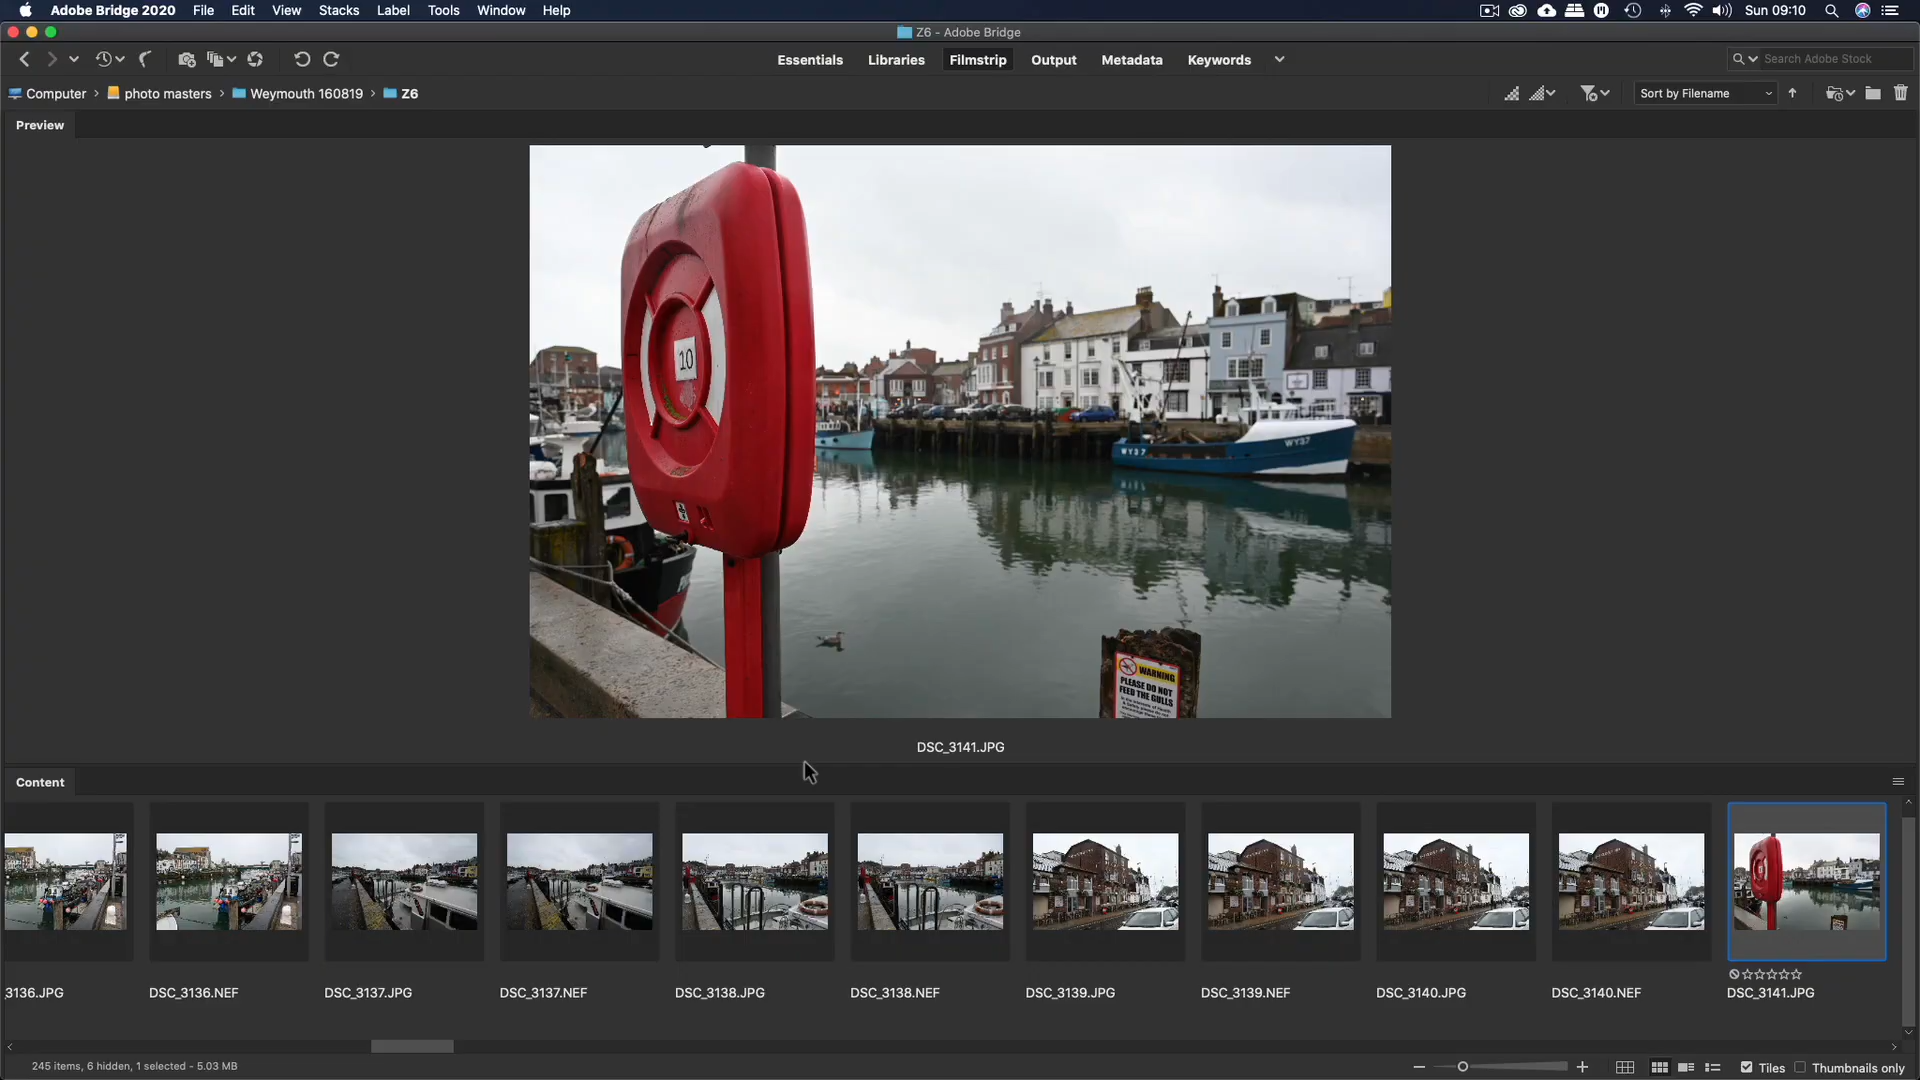 Adobe Bridge 2020 File Edit View Stacks Label Tools Window Help Sun 09:10
Z6 - Adobe Bridge
Essentials Libraries Filmstrip Output Metadata Keywords Search Adobe Stock
Computer photo masters Weymouth 160819 Z6 Sort by Filename
Preview
10
WY37 WY37
WARNING
PLEASE DO NOT
FEED THE GULLS
DSC_3141.JPG
Content
3136.JPG DSC_3136.NEF DSC_3137.JPG DSC_3137.NEF DSC_3138.JPG DSC_3138.NEF DSC_3139.JPG DSC_3139.NEF DSC_3140.JPG DSC_3140.NEF DSC_3141.JPG
245 items, 6 hidden, 1 selected - 5.03 MB Tiles Thumbnails only